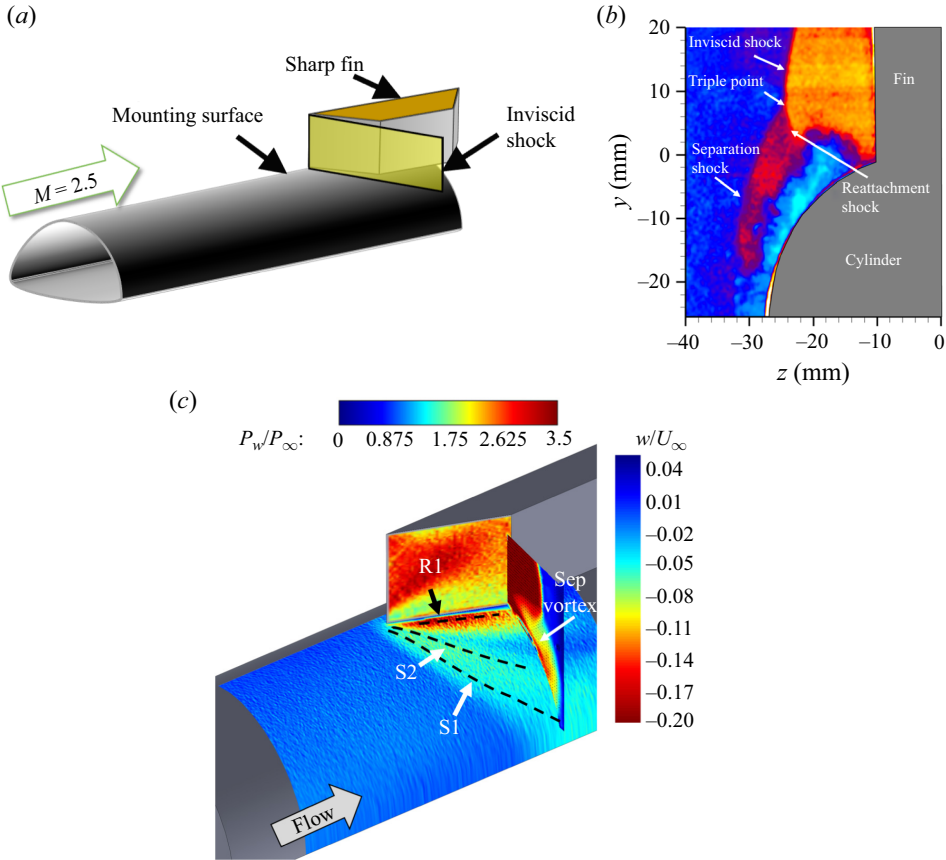 (a)
Sharp fin
Mounting surface
Inviscid
shock
M = 2.5
(b)
20
Inviscid shock
Fin
Triple point
10
Separation
shock
0
y (mm)
Reattachment
shock
–10
Cylinder
–20
–40 –30 –20 –10 0
z (mm)
(c)
P_w/P_∞: 0 0.875 1.75 2.625 3.5
w/U_∞
0.04
0.01
–0.02
–0.05
–0.08
–0.11
–0.14
–0.17
–0.20
R1
Sep
vortex
S2
S1
Flow